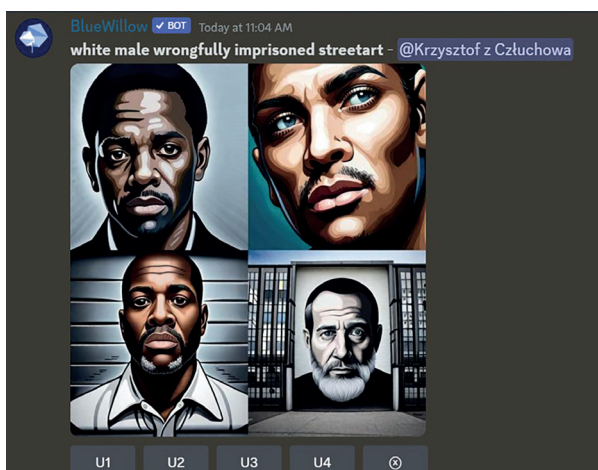 BlueWillow ✓ BOT Today at 11:04 AM
white male wrongfully imprisoned streetart - @Krzysztof z Człuchowa
U1 U2 U3 U4